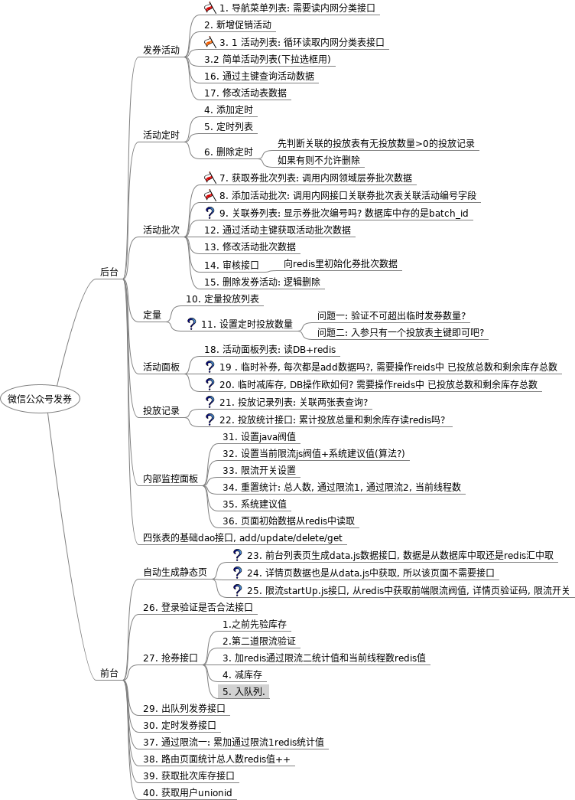 微信公众号发券
后台
发券活动
1. 导航菜单列表: 需要读内网分类接口
2. 新增促销活动
3. 1 活动列表: 循环读取内网分类表接口
3.2 简单活动列表(下拉选框用)
16. 通过主键查询活动数据
17. 修改活动表数据
活动定时
4. 添加定时
5. 定时列表
6. 删除定时
先判断关联的投放表有无投放数量>0的投放记录
如果有则不允许删除
活动批次
7. 获取券批次列表: 调用内网领域层券批次数据
8. 添加活动批次: 调用内网接口关联券批次表关联活动编号字段
9. 关联券列表: 显示券批次编号吗? 数据库中存的是batch_id
12. 通过活动主键获取活动批次数据
13. 修改活动批次数据
14. 审核接口
向redis里初始化券批次数据
15. 删除发券活动: 逻辑删除
定量
10. 定量投放列表
11. 设置定时投放数量
问题一: 验证不可超出临时发券数量?
问题二: 入参只有一个投放表主键即可吧?
活动面板
18. 活动面板列表: 读DB+redis
19 . 临时补券, 每次都是add数据吗?, 需要操作reids中 已投放总数和剩余库存总数
20. 临时减库存, DB操作欧如何? 需要操作reids中 已投放总数和剩余库存总数
投放记录
21. 投放记录列表: 关联两张表查询?
22. 投放统计接口: 累计投放总量和剩余库存读redis吗?
内部监控面板
31. 设置java阀值
32. 设置当前限流js阀值+系统建议值(算法?)
33. 限流开关设置
34. 重置统计: 总人数, 通过限流1, 通过限流2, 当前线程数
35. 系统建议值
36. 页面初始数据从redis中读取
四张表的基础dao接口, add/update/delete/get
前台
自动生成静态页
23. 前台列表页生成data.js数据接口, 数据是从数据库中取还是redis汇中取
24. 详情页数据也是从data.js中获取, 所以该页面不需要接口
25. 限流startUp.js接口, 从redis中获取前端限流阀值, 详情页验证码, 限流开关
26. 登录验证是否合法接口
27. 抢券接口
1.之前先验库存
2.第二道限流验证
3. 加redis通过限流二统计值和当前线程数redis值
4. 减库存
5. 入队列.
29. 出队列发券接口
30. 定时发券接口
37. 通过限流一: 累加通过限流1redis统计值
38. 路由页面统计总人数redis值++
39. 获取批次库存接口
40. 获取用户unionid